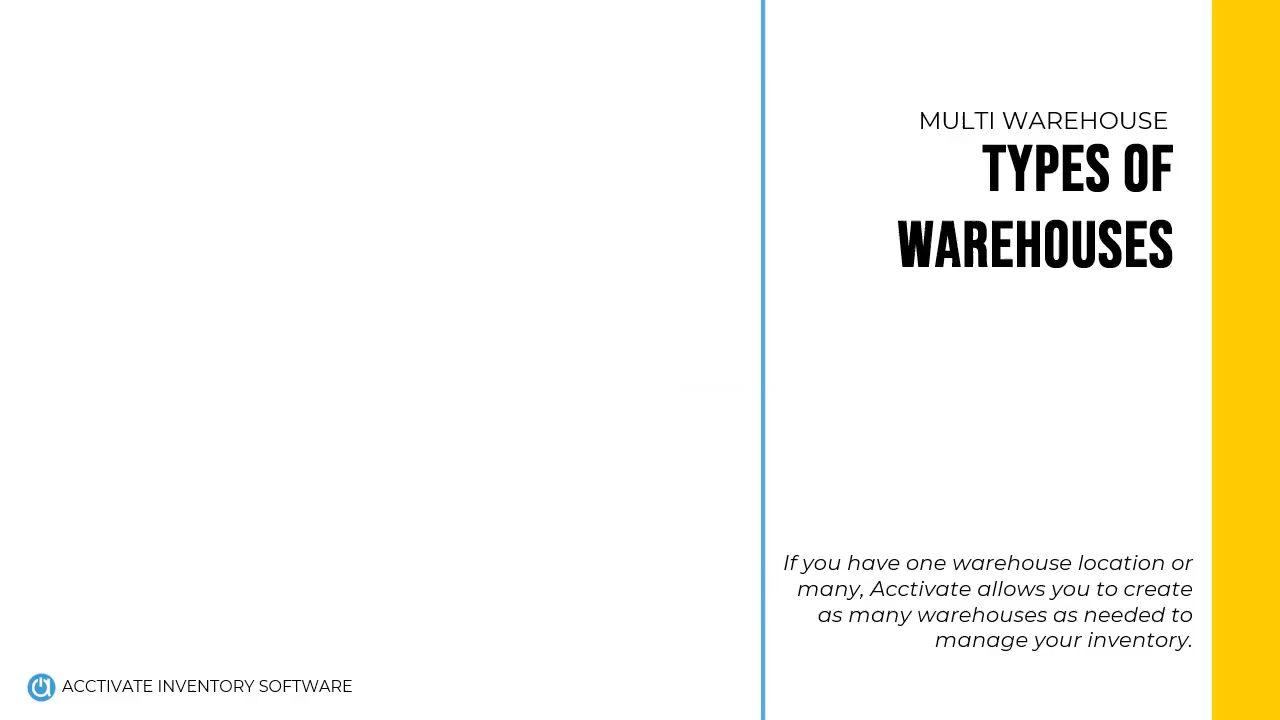 MULTI WAREHOUSE
TYPES OF
WAREHOUSES
If you have one warehouse location or
many, Acctivate allows you to create
as many warehouses as needed to
manage your inventory.
ACCTIVATE INVENTORY SOFTWARE